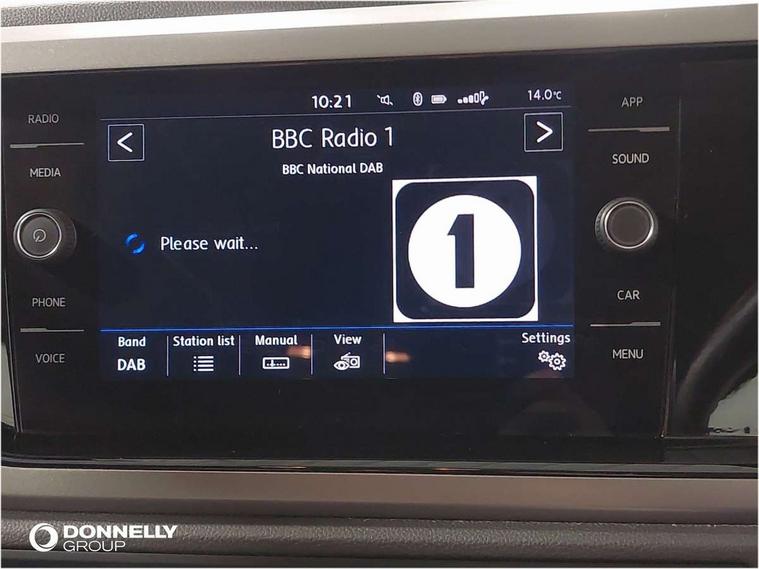 10:21 14.0°C
RADIO
MEDIA
PHONE
VOICE
BBC Radio 1
BBC National DAB
Please wait...
1
Band
DAB
Station list
Manual
View
Settings
APP
SOUND
CAR
MENU
DONNELLY
GROUP